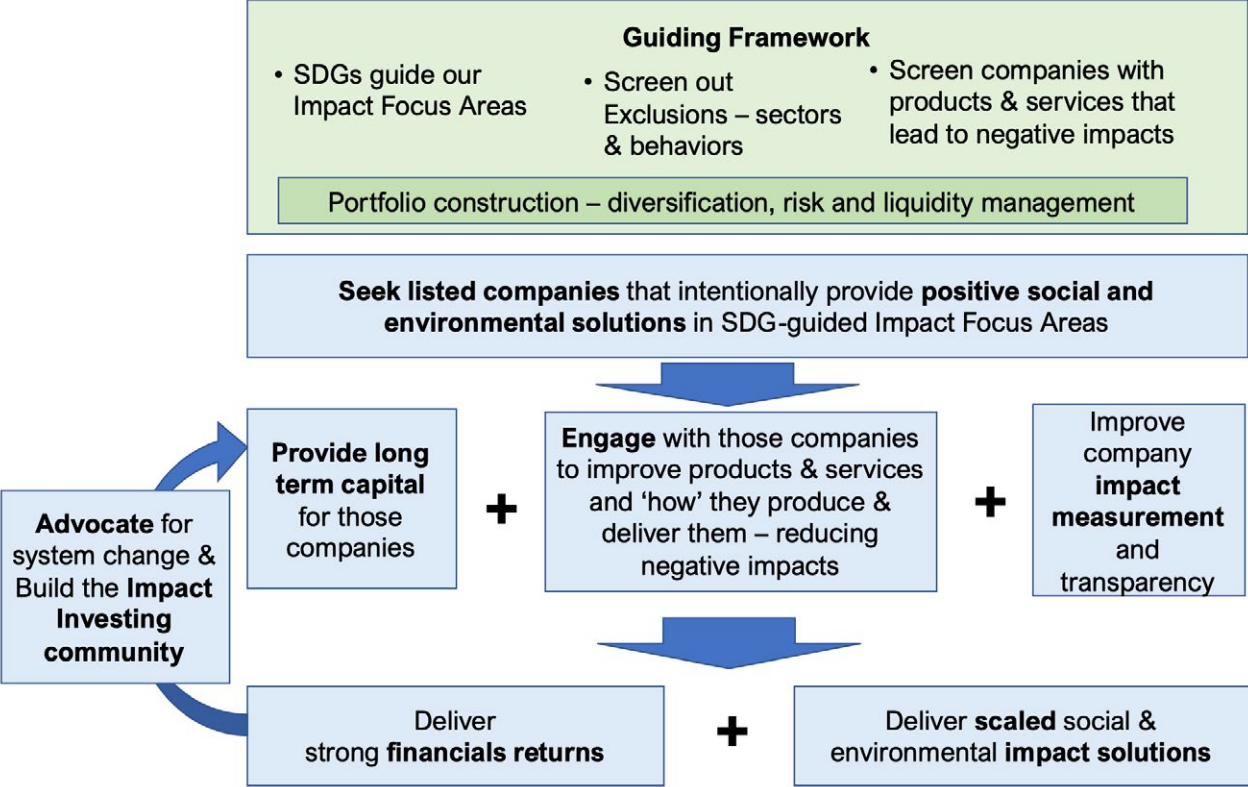 Guiding Framework
• SDGs guide our
Impact Focus Areas
• Screen out
Exclusions – sectors
& behaviors
• Screen companies with
products & services that
lead to negative impacts
Portfolio construction – diversification, risk and liquidity management
Seek listed companies that intentionally provide positive social and
environmental solutions in SDG-guided Impact Focus Areas
Provide long
term capital
for those
companies
+
Engage with those companies
to improve products & services
and ‘how’ they produce &
deliver them – reducing
negative impacts
+
Improve
company
impact
measurement
and
transparency
Advocate for
system change &
Build the Impact
Investing
community
Deliver
strong financials returns
+
Deliver scaled social &
environmental impact solutions